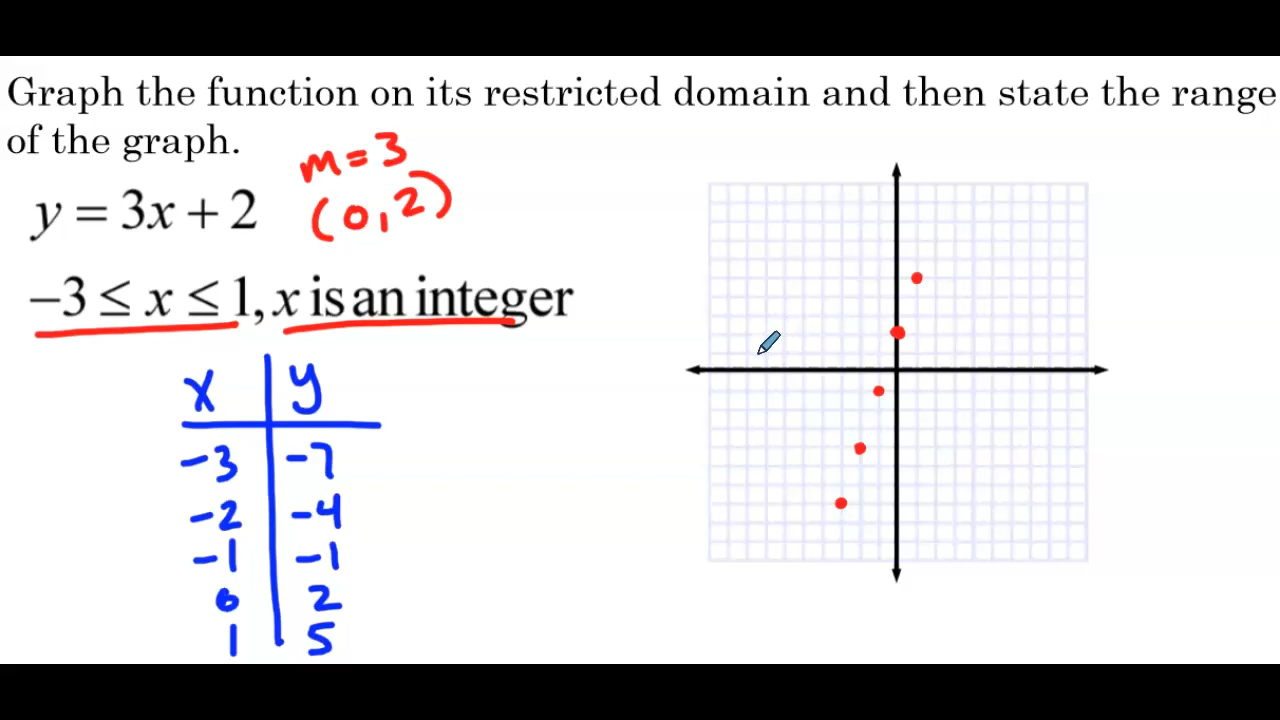 Graph the function on its restricted domain and then state the range
of the graph.
m = 3
y = 3x + 2
(0, 2)
−3 ≤ x ≤ 1, x is an integer
x y
-3 -7
-2 -4
-1 -1
0 2
1 5